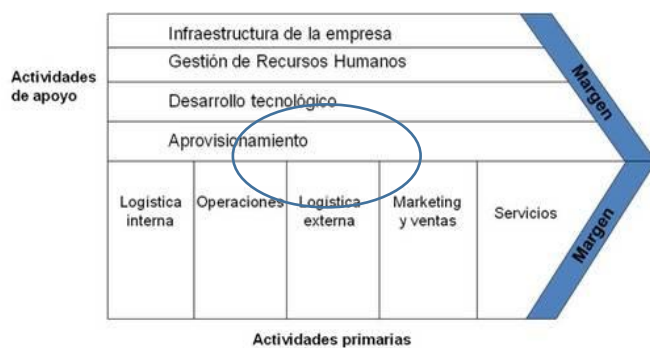 Infraestructura de la empresa
Gestión de Recursos Humanos
Actividades
de apoyo
Desarrollo tecnológico
Aprovisionamiento
Margen
Logística
interna
Operaciones
Logística
externa
Marketing
y ventas
Servicios
Margen
Actividades primarias